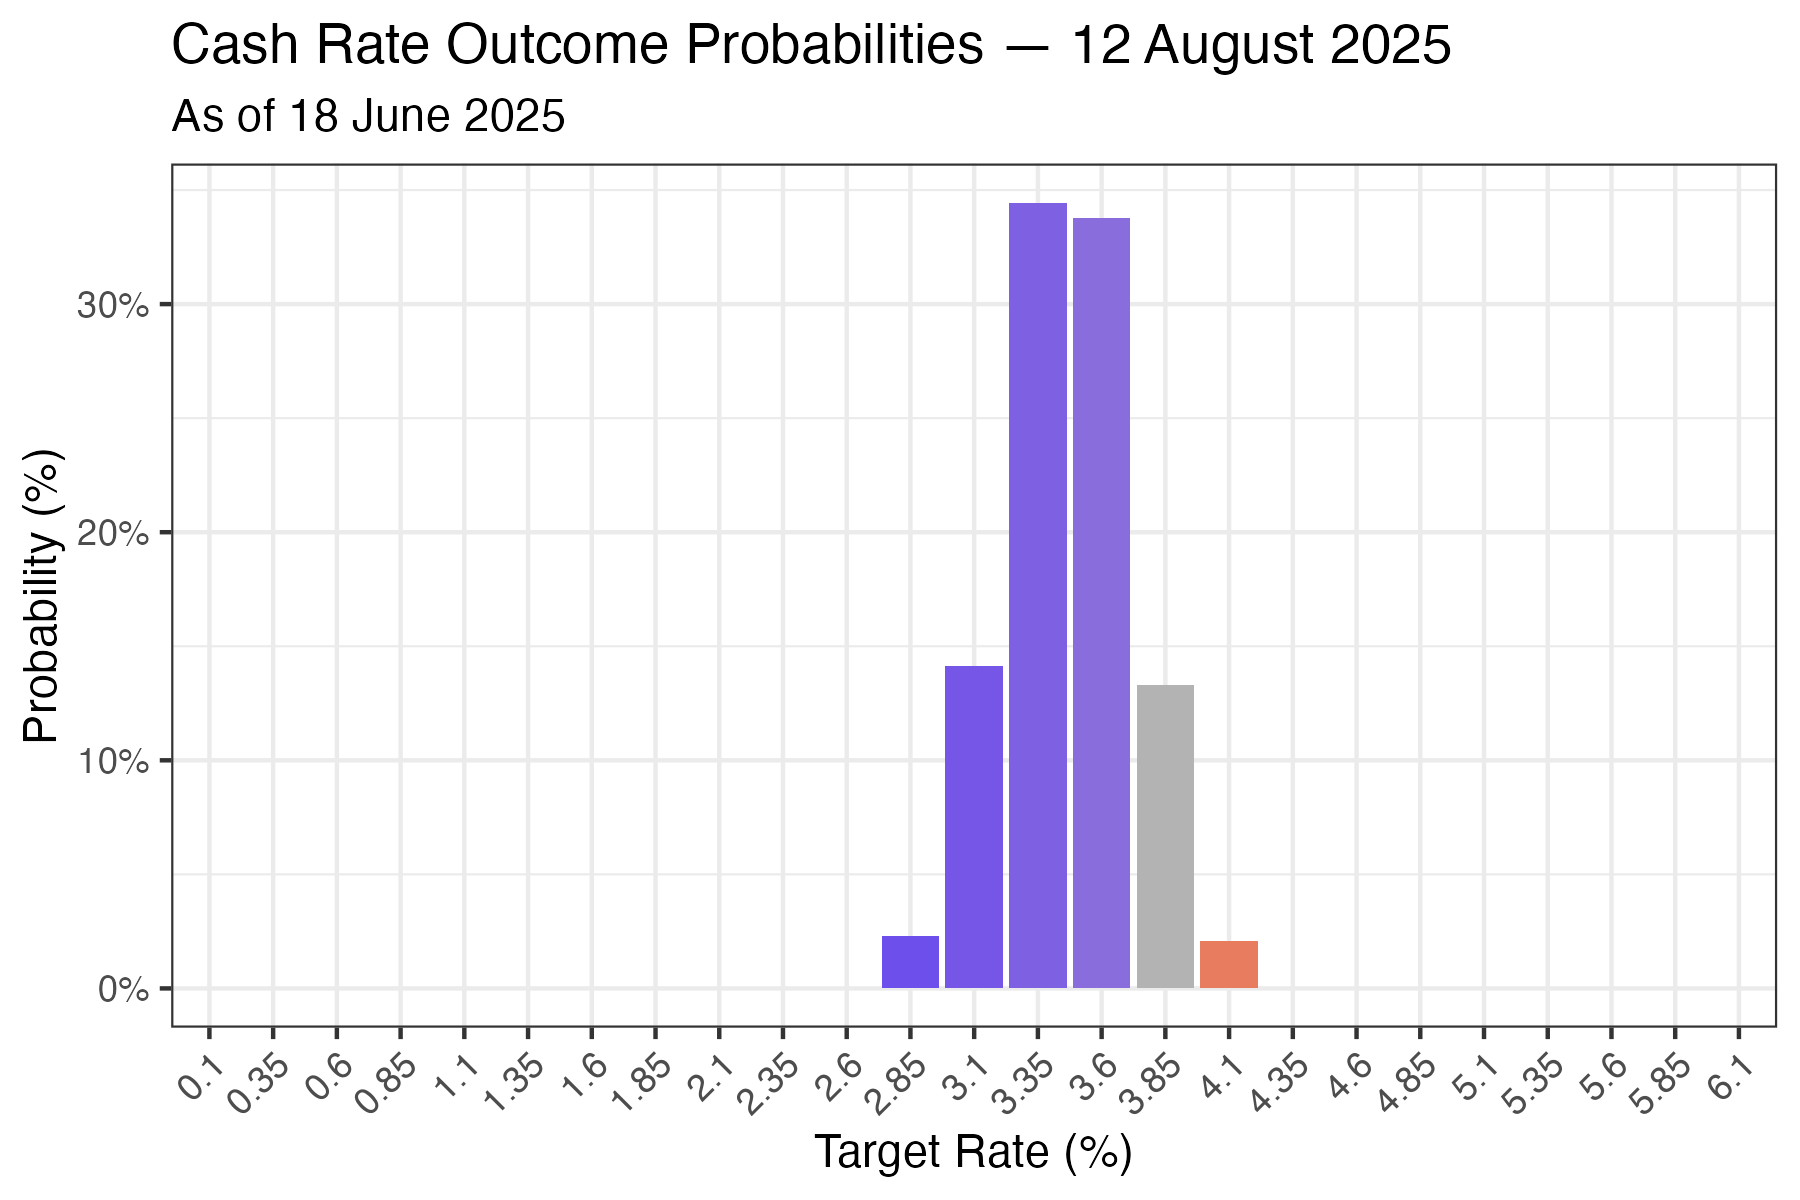 Cash Rate Outcome Probabilities — 12 August 2025
As of 18 June 2025
Probability (%)
30%
20%
10%
0%
0.1 0.35 0.6 0.85 1.1 1.35 1.6 1.85 2.1 2.35 2.6 2.85 3.1 3.35 3.6 3.85 4.1 4.35 4.6 4.85 5.1 5.35 5.6 5.85 6.1
Target Rate (%)